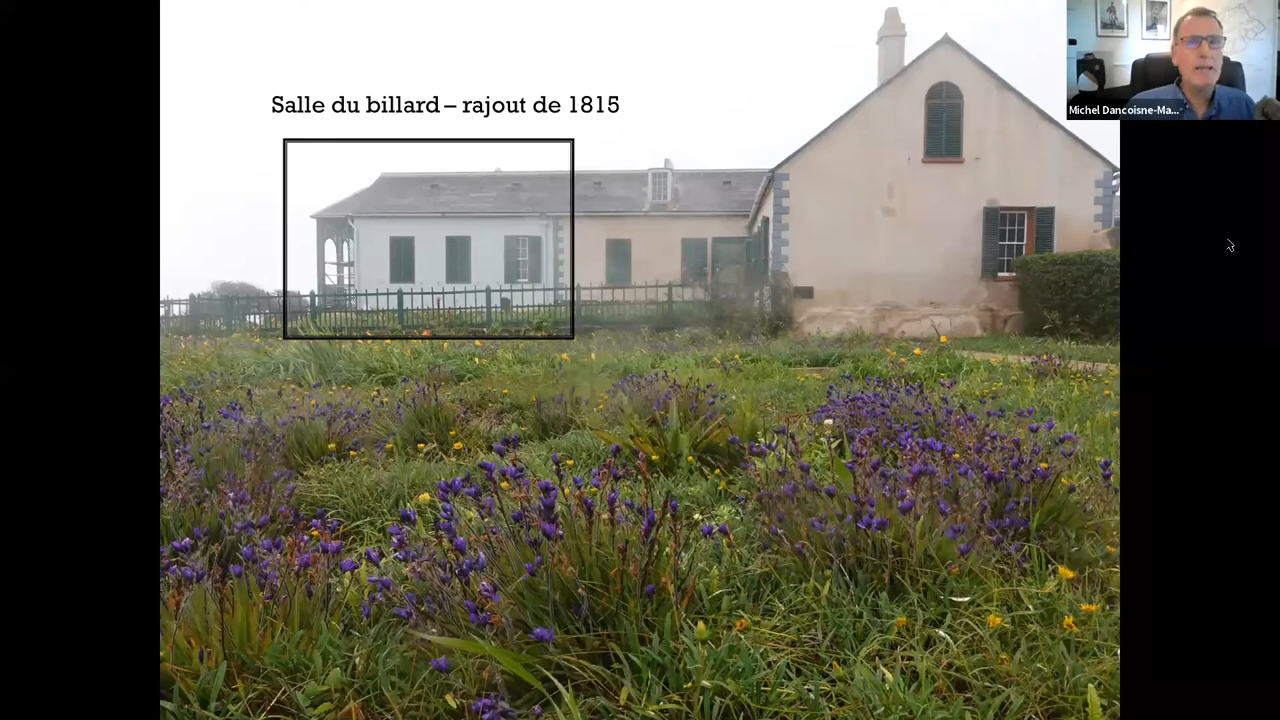 Salle du billard – rajout de 1815
Michel Dancoisne-Ma...